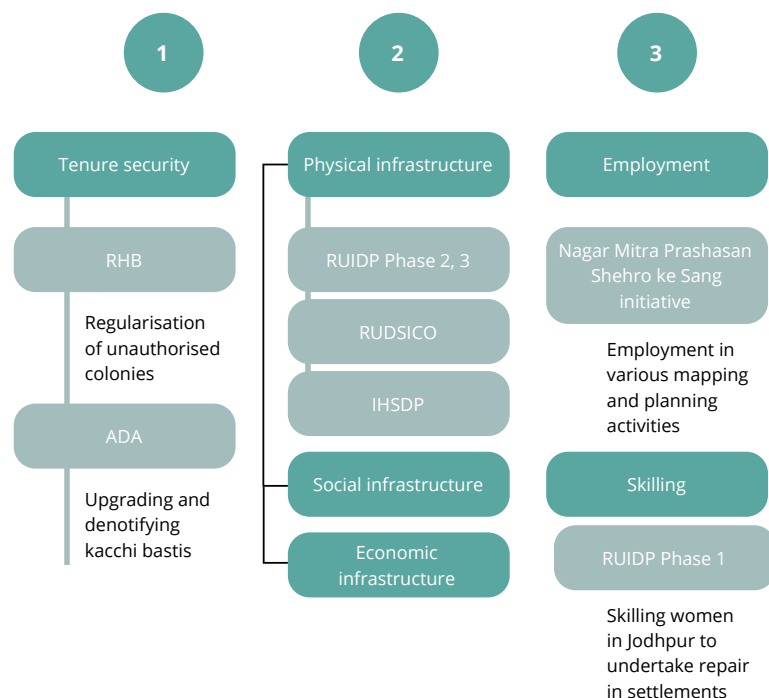 1
2
3
Tenure security
RHB
Regularisation
of unauthorised
colonies
ADA
Upgrading and
denotifying
kacchi bastis
Physical infrastructure
RUIDP Phase 2, 3
RUDSICO
IHSDP
Social infrastructure
Economic
infrastructure
Employment
Nagar Mitra Prashasan
Shehro ke Sang
initiative
Employment in
various mapping
and planning
activities
Skilling
RUIDP Phase 1
Skilling women
in Jodhpur to
undertake repair
in settlements